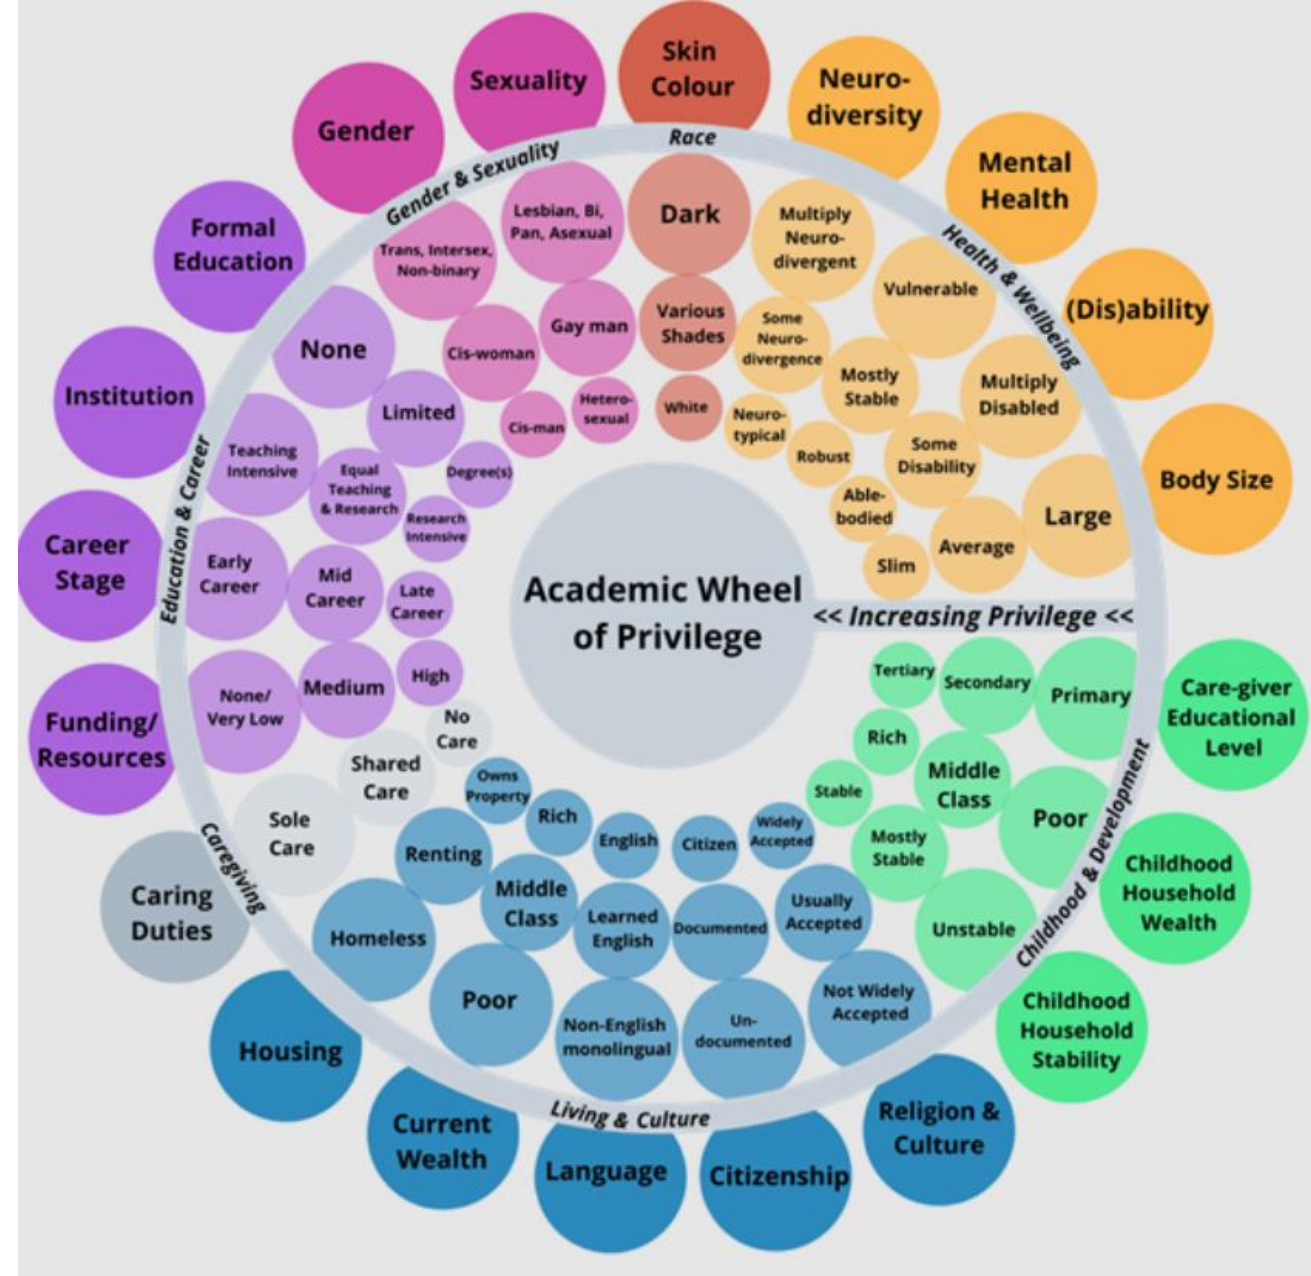 Academic Wheel
of Privilege
<< Increasing Privilege <<
Race
Skin
Colour
Dark
Various
Shades
White
Health & Wellbeing
Neuro-
diversity
Multiply
Neuro-
divergent
Some
Neuro-
divergence
Neuro-
typical
Mental
Health
Vulnerable
Mostly
Stable
Robust
(Dis)ability
Multiply
Disabled
Some
Disability
Able-
bodied
Body Size
Large
Average
Slim
Childhood & Development
Care-giver
Educational
Level
Primary
Secondary
Tertiary
Childhood
Household
Wealth
Poor
Middle
Class
Rich
Childhood
Household
Stability
Unstable
Mostly
Stable
Stable
Living & Culture
Religion &
Culture
Not Widely
Accepted
Usually
Accepted
Widely
Accepted
Citizenship
Un-
documented
Documented
Citizen
Language
Non-English
monolingual
Learned
English
English
Current
Wealth
Poor
Middle
Class
Rich
Housing
Homeless
Renting
Owns
Property
Caregiving
Caring
Duties
Sole
Care
Shared
Care
No
Care
Education & Career
Funding/
Resources
None/
Very Low
Medium
High
Career
Stage
Early
Career
Mid
Career
Late
Career
Institution
Teaching
Intensive
Equal
Teaching
& Research
Research
Intensive
Formal
Education
None
Limited
Degree(s)
Gender & Sexuality
Gender
Trans, Intersex,
Non-binary
Cis-woman
Cis-man
Sexuality
Lesbian, Bi,
Pan, Asexual
Gay man
Hetero-
sexual